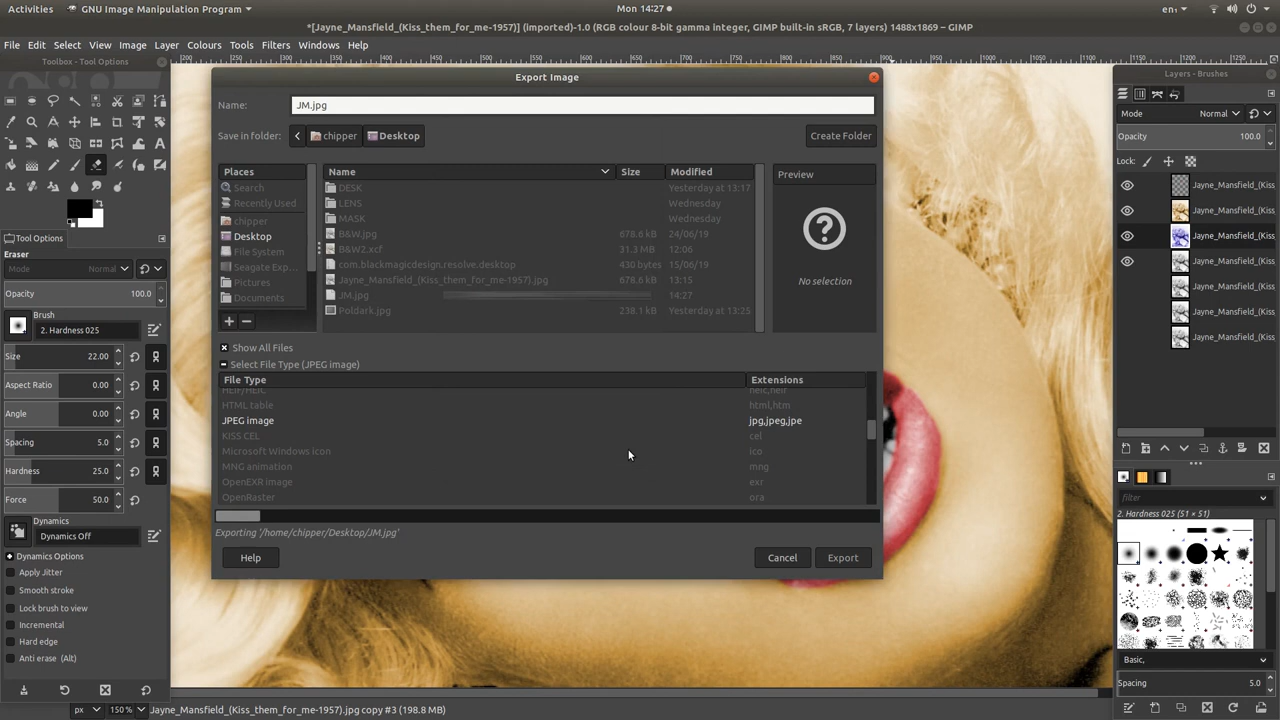 Activities GNU Image Manipulation Program Mon 14:27 en₁
*[Jayne_Mansfield_(Kiss_them_for_me-1957)] (imported)-1.0 (RGB colour 8-bit gamma integer, GIMP built-in sRGB, 7 layers) 1488x1869 – GIMP
File Edit Select View Image Layer Colours Tools Filters Windows Help
Toolbox - Tool Options
Layers - Brushes
Export Image
Name: JM.jpg
Save in folder: chipper Desktop Create Folder
Places Name Size Modified Preview
Search DESK Yesterday at 13:17
Recently Used LENS Wednesday
chipper MASK Wednesday
Desktop B&W.jpg 678.6 kB 24/06/19
File System B&W2.xcf 31.3 MB 12:06
Seagate Exp... com.blackmagicdesign.resolve.desktop 430 bytes 15/06/19
Pictures Jayne_Mansfield_(Kiss_them_for_me-1957).jpg 678.6 kB 13:15
Documents JM.jpg 14:27
Poldark.jpg 238.1 kB Yesterday at 13:25
No selection
Show All Files
Select File Type (JPEG image)
File Type Extensions
HEIF/HEIC heic,heif
HTML table html,htm
JPEG image jpg,jpeg,jpe
KISS CEL cel
Microsoft Windows icon ico
MNG animation mng
OpenEXR image exr
OpenRaster ora
Exporting '/home/chipper/Desktop/JM.jpg'
Help Cancel Export
Tool Options
Eraser
Mode Normal
Opacity 100.0
Brush
2. Hardness 025
Size 22.00
Aspect Ratio 0.00
Angle 0.00
Spacing 5.0
Hardness 25.0
Force 50.0
Dynamics
Dynamics Off
Dynamics Options
Apply Jitter
Smooth stroke
Lock brush to view
Incremental
Hard edge
Anti erase (Alt)
Mode Normal
Opacity 100.0
Lock:
Jayne_Mansfield_(Kiss
Jayne_Mansfield_(Kiss
Jayne_Mansfield_(Kiss
Jayne_Mansfield_(Kiss
Jayne_Mansfield_(Kiss
Jayne_Mansfield_(Kiss
Jayne_Mansfield_(Kiss
filter
2. Hardness 025 (51 × 51)
Basic,
Spacing 5.0
px 150 % Jayne_Mansfield_(Kiss_them_for_me-1957).jpg copy #3 (198.8 MB)